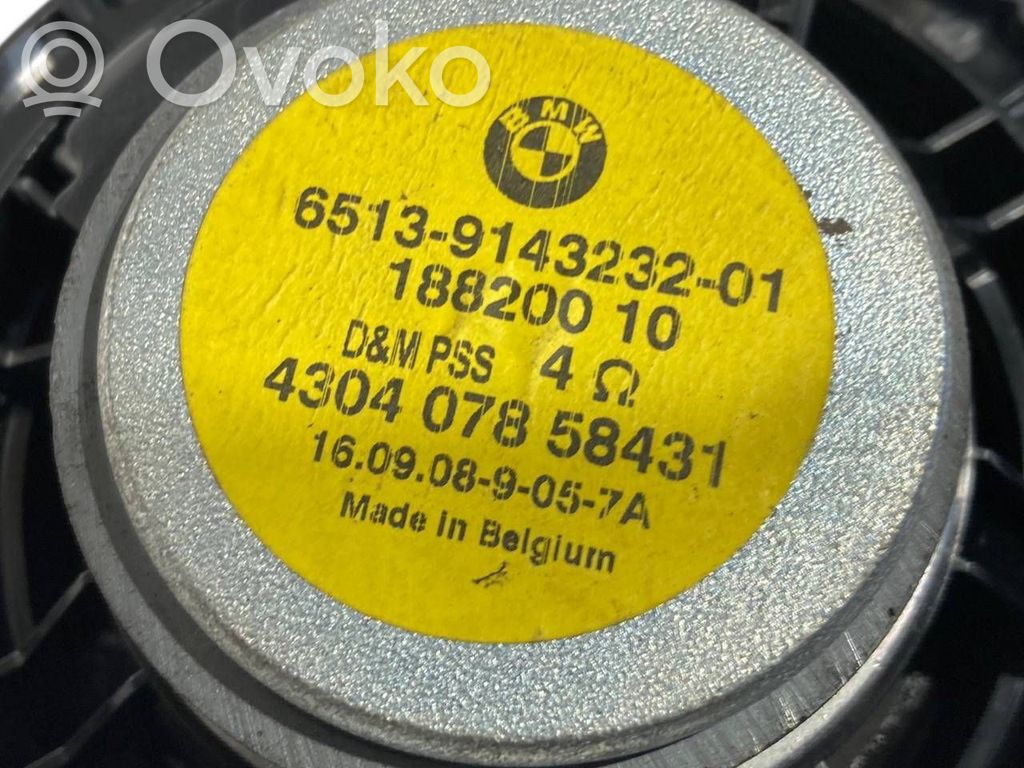 Ovoko
BMW
6513-9143232-01
188200 10
D&M PSS 4 Ω
4304 078 58431
16.09.08-9-05-7A
Made in Belgium